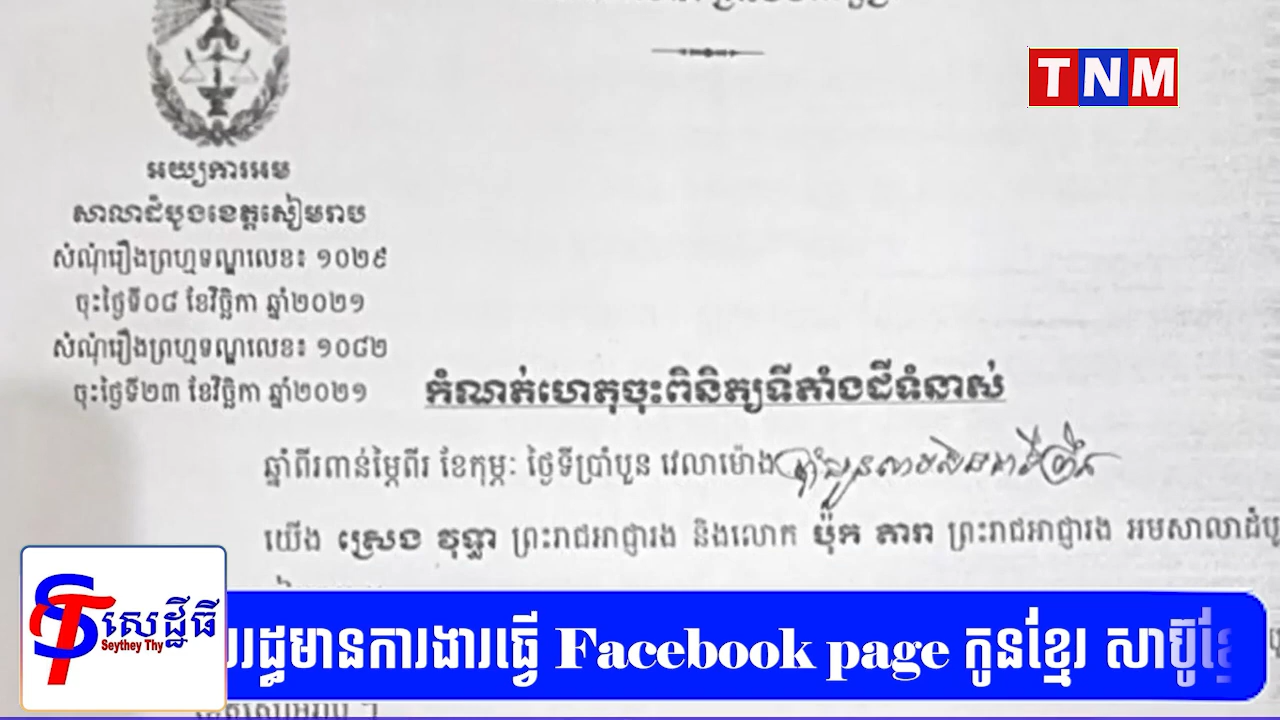 TNM
អយ្យការអម
សាលាដំបូងខេត្តសៀមរាប
សំណុំរឿងព្រហ្មទណ្ឌលេខ៖ ១០២៩
ចុះថ្ងៃទី០៨ ខែវិច្ឆិកា ឆ្នាំ២០២១
សំណុំរឿងព្រហ្មទណ្ឌលេខ៖ ១០៨២
ចុះថ្ងៃទី២៣ ខែវិច្ឆិកា ឆ្នាំ២០២១
កំណត់ហេតុចុះពិនិត្យទីតាំងដីទំនាស់
ឆ្នាំពីរពាន់ម្ភៃពីរ ខែកុម្ភៈ ថ្ងៃទីប្រាំបួន វេលាម៉ោង
យើង ស្រេង វុទ្ធា ព្រះរាជអាជ្ញារង និងលោក ប៉ុក តារា ព្រះរាជអាជ្ញារង អមសាលាដំបូ
ST សេដ្ឋីធី
Seythey Thy
រដ្ឋមានការងារធ្វើ Facebook page កូនខ្មែរ សាប៊ូខ្មែ